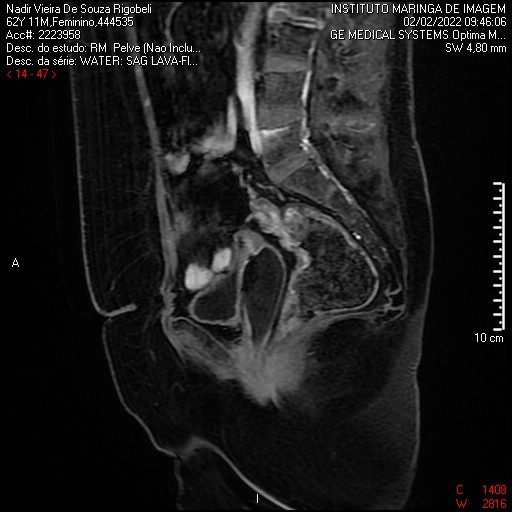 Nadir Vieira De Souza Rigobeli
62Y 11M,Feminino,444535
Acc#: 2223958
Desc. do estudo: RM Pelve (Nao Inclu...
Desc. da série: WATER: SAG LAVA-Fl...
< 14 - 47 >
INSTITUTO MARINGA DE IMAGEM
02/02/2022 09:46:06
GE MEDICAL SYSTEMS Optima M...
SW 4,80 mm
A
10 cm
I
C 1408
W 2816